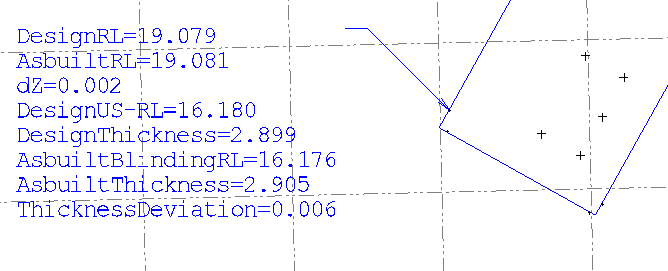 DesignRL=19.079
AsbuiltRL=19.081
dZ=0.002
DesignUS-RL=16.180
DesignThickness=2.899
AsbuiltBlindingRL=16.176
AsbuiltThickness=2.905
ThicknessDeviation=0.006